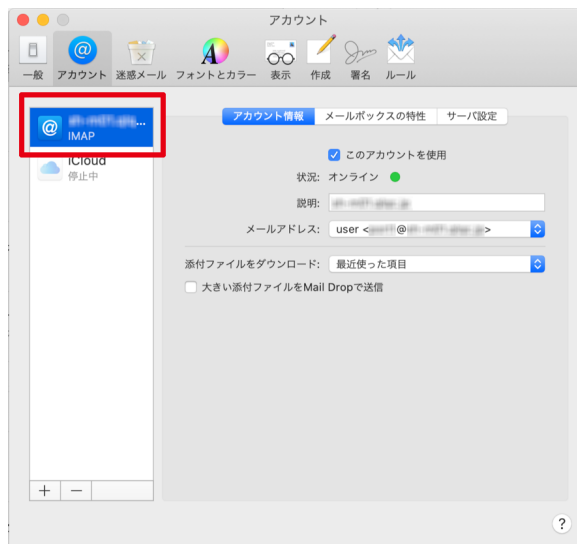 アカウント
一般 アカウント 迷惑メール フォントとカラー 表示 作成 署名 ルール
アカウント情報 メールボックスの特性 サーバ設定
...
IMAP
iCloud
停止中
このアカウントを使用
状況: オンライン
説明:
メールアドレス: user < @ >
添付ファイルをダウンロード: 最近使った項目
大きい添付ファイルをMail Dropで送信
+ −
?